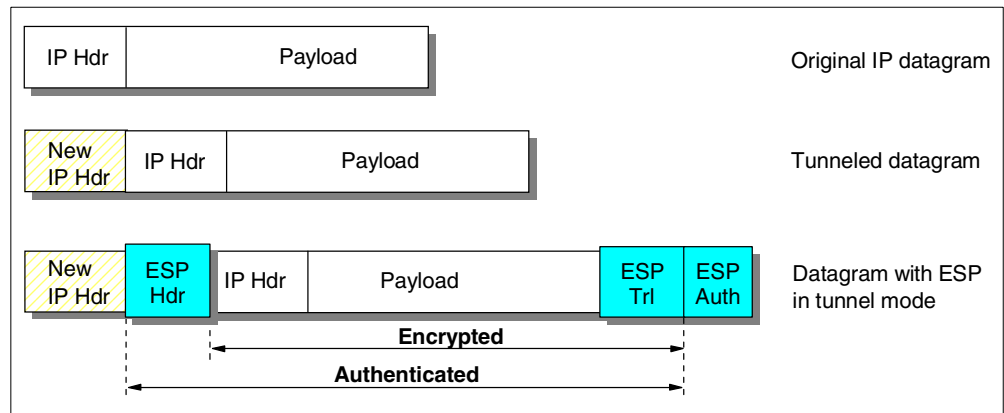 IP Hdr Payload Original IP datagram
New
IP Hdr IP Hdr Payload Tunneled datagram
New
IP Hdr ESP
Hdr IP Hdr Payload ESP
Trl ESP
Auth Datagram with ESP
in tunnel mode
Encrypted
Authenticated